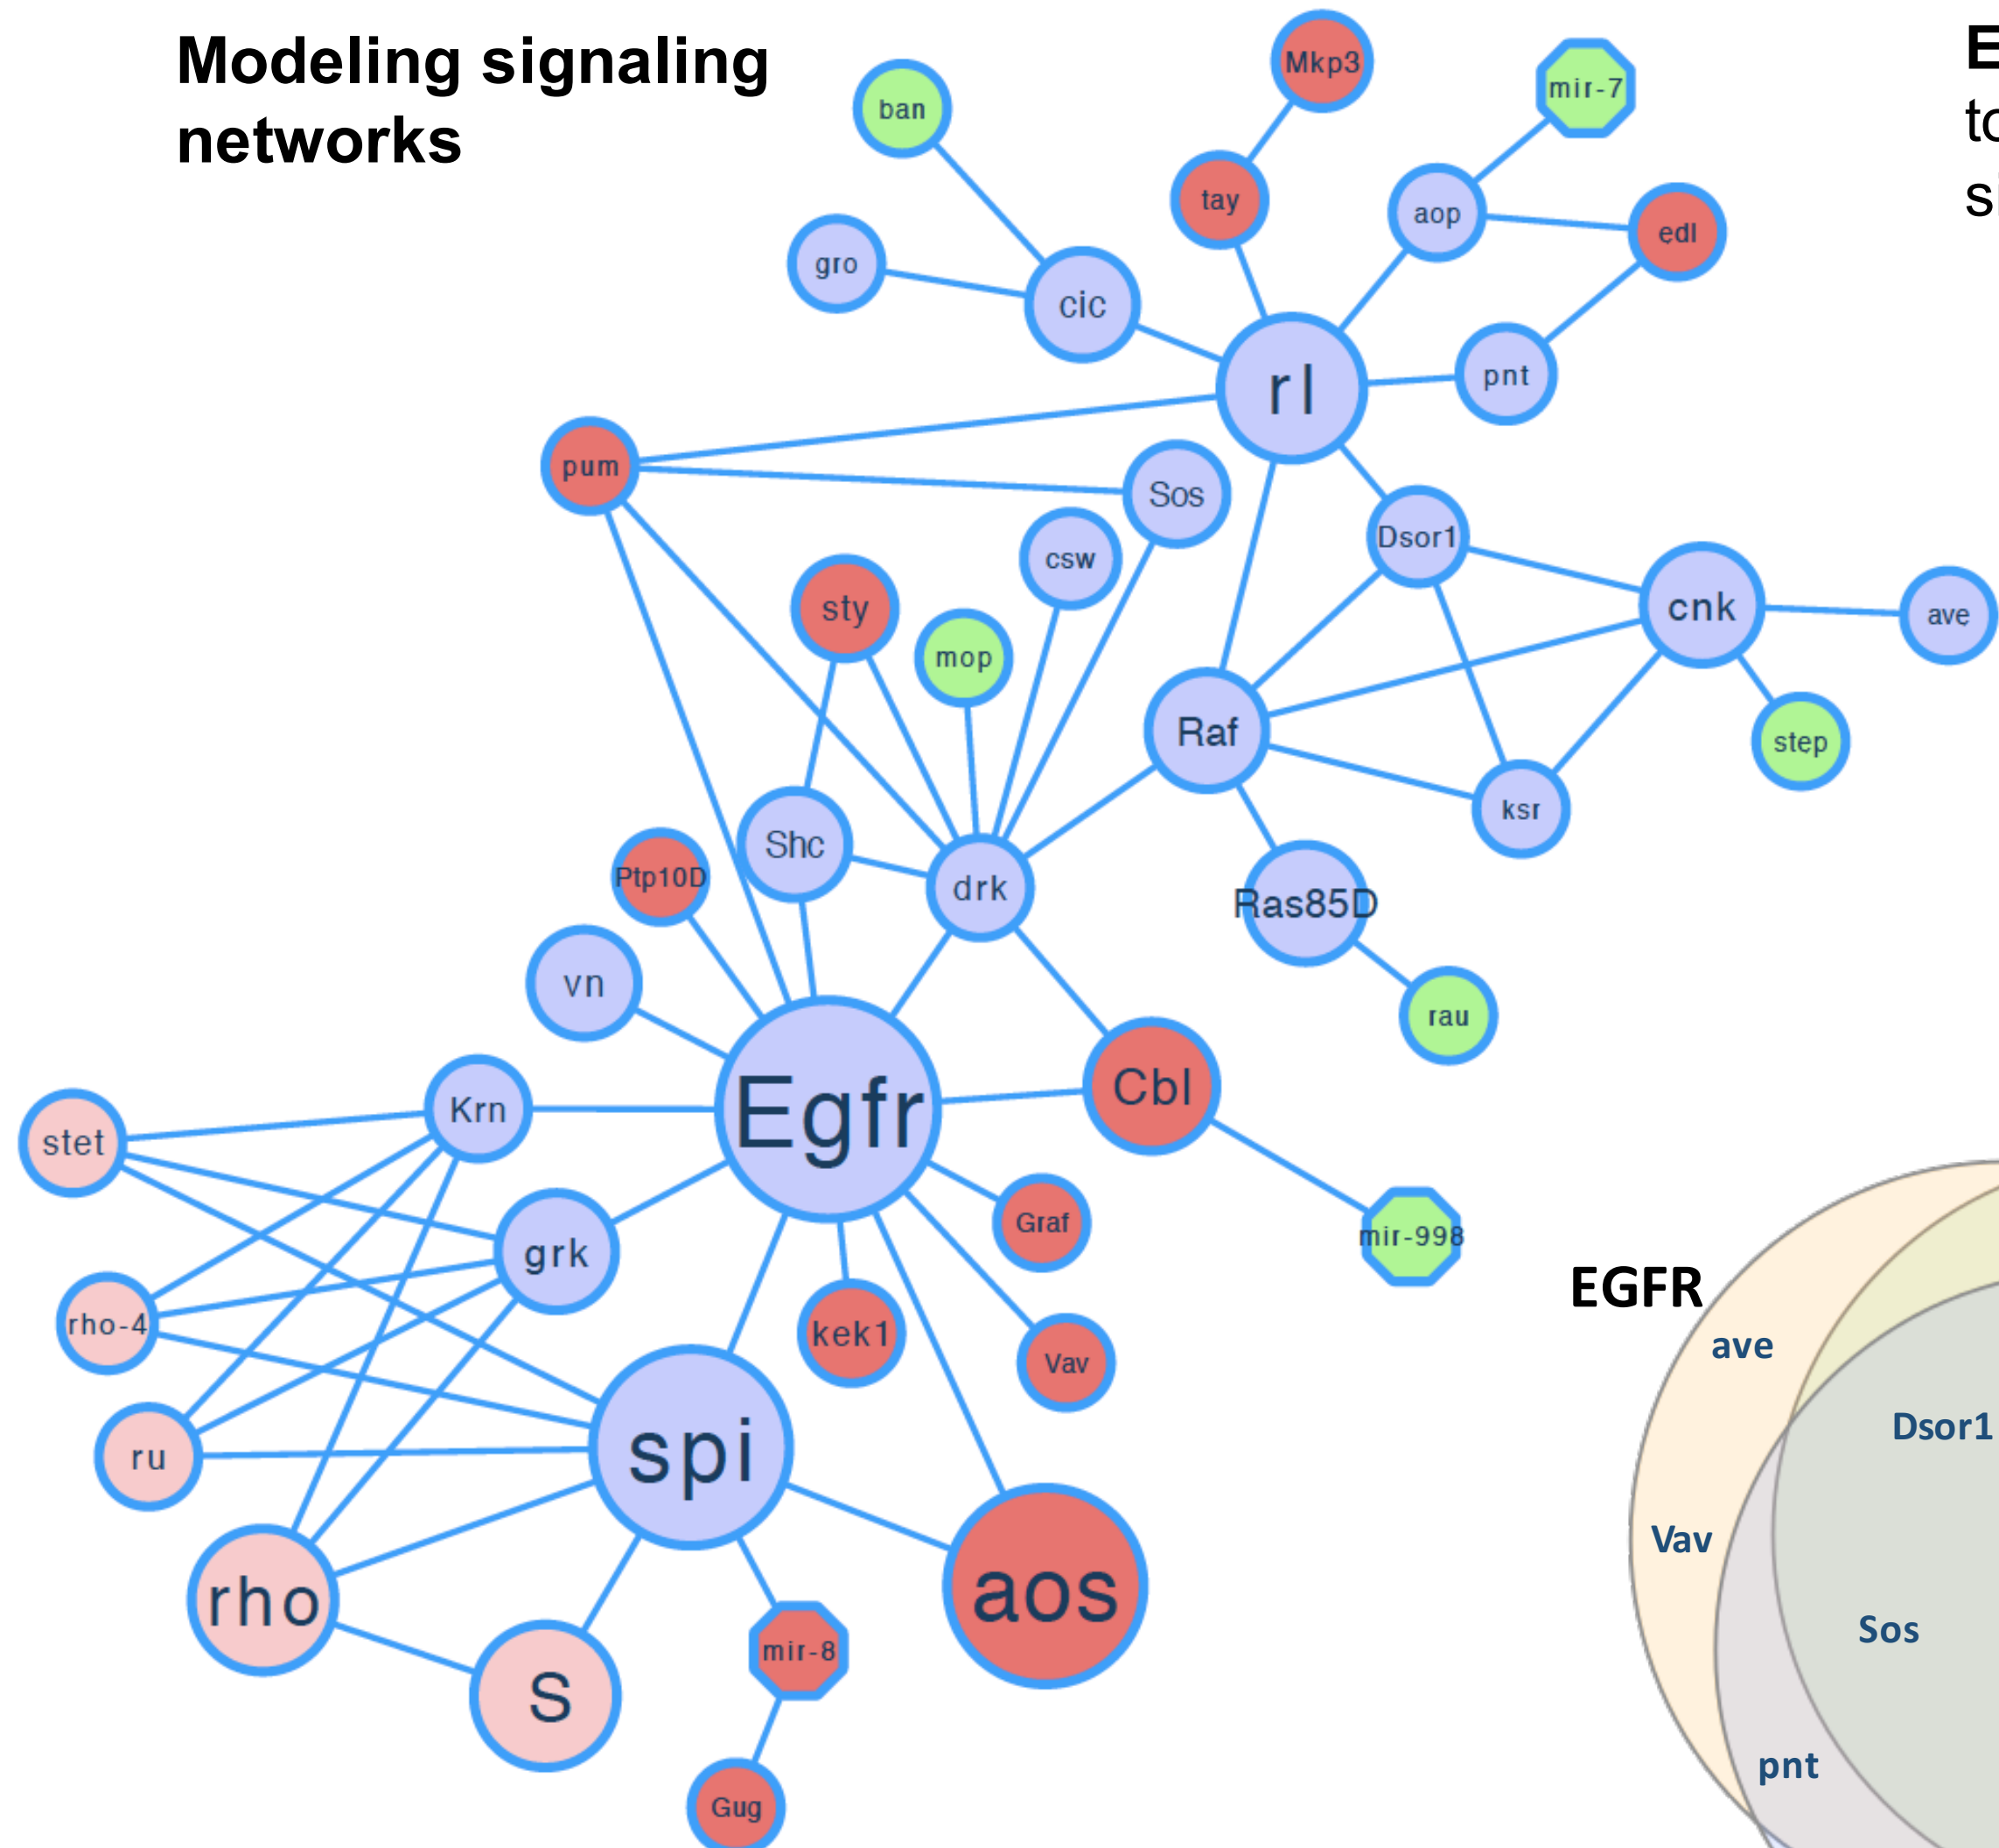 Modeling signaling
networks
E
to
si
Mkp3
mir-7
ban
tay
aop
edl
gro
cic
rl
pnt
pum
Sos
csw
Dsor1
sty
mop
cnk
ave
Raf
step
ksr
Shc
Ptp10D
drk
Ras85D
vn
rau
Egfr
Cbl
Krn
stet
Graf
mir-998
grk
rho-4
kek1
Vav
spi
ru
rho
aos
S
mir-8
Gug
EGFR
ave
Dsor1
Vav
Sos
pnt